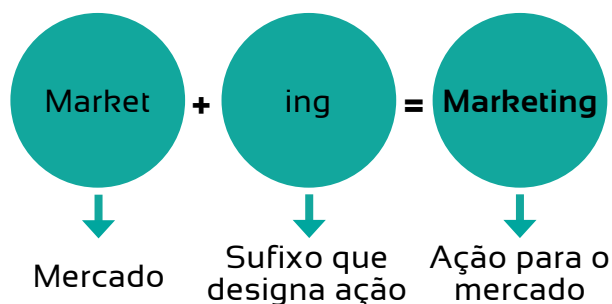 Market + ing = Marketing
Mercado
Sufixo que
designa ação
Ação para o
mercado